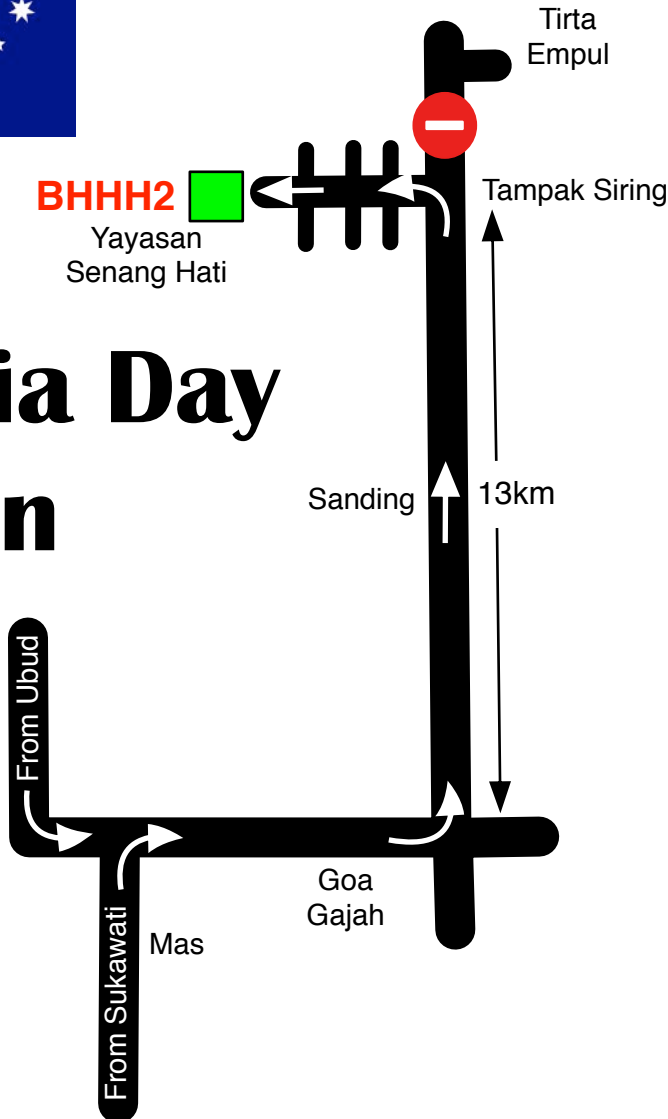 Tirta
Empul
BHHH2
Tampak Siring
Yayasan
Senang Hati
ia Day
Sanding
13km
n
From Ubud
Goa
Gajah
From Sukawati
Mas